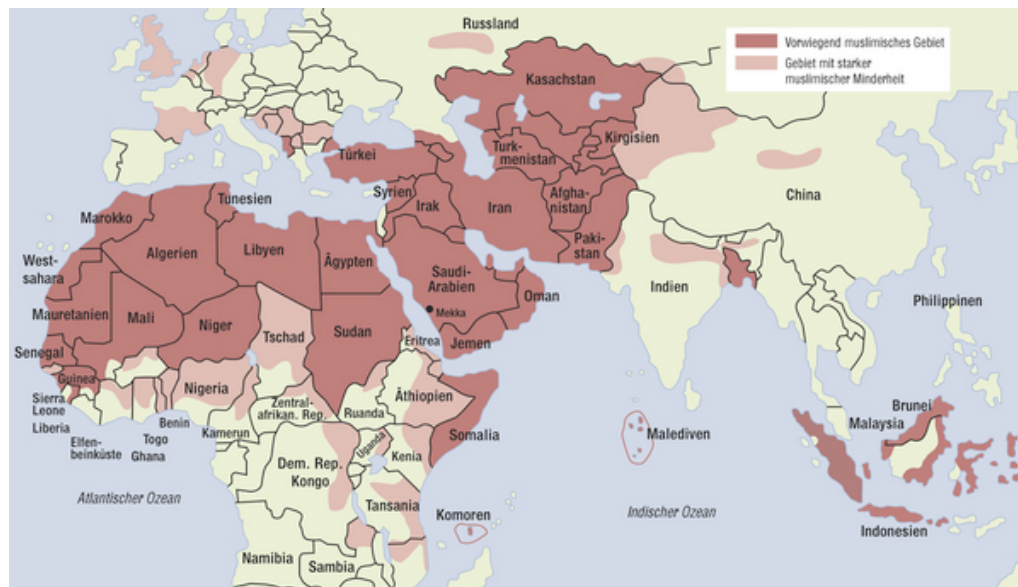 Russland
Vorwiegend muslimisches Gebiet
Gebiet mit starker
muslimischer Minderheit
Kasachstan
Kirgisien
Turk-
menistan
Türkei
Syrien
Irak
Iran
Afgha-
nistan
Paki-
stan
China
Tunesien
Marokko
Algerien
Libyen
Ägypten
West-
sahara
Saudi-
Arabien
Mekka
Oman
Jemen
Indien
Philippinen
Mauretanien
Mali
Niger
Tschad
Sudan
Eritrea
Senegal
Guinea
Sierra
Leone
Liberia
Elfen-
beinküste
Ghana
Togo
Benin
Nigeria
Kamerun
Zentral-
afrikan. Rep.
Ruanda
Äthiopien
Somalia
Uganda
Kenia
Dem. Rep.
Kongo
Tansania
Komoren
Malediven
Brunei
Malaysia
Indonesien
Atlantischer Ozean
Indischer Ozean
Namibia
Sambia